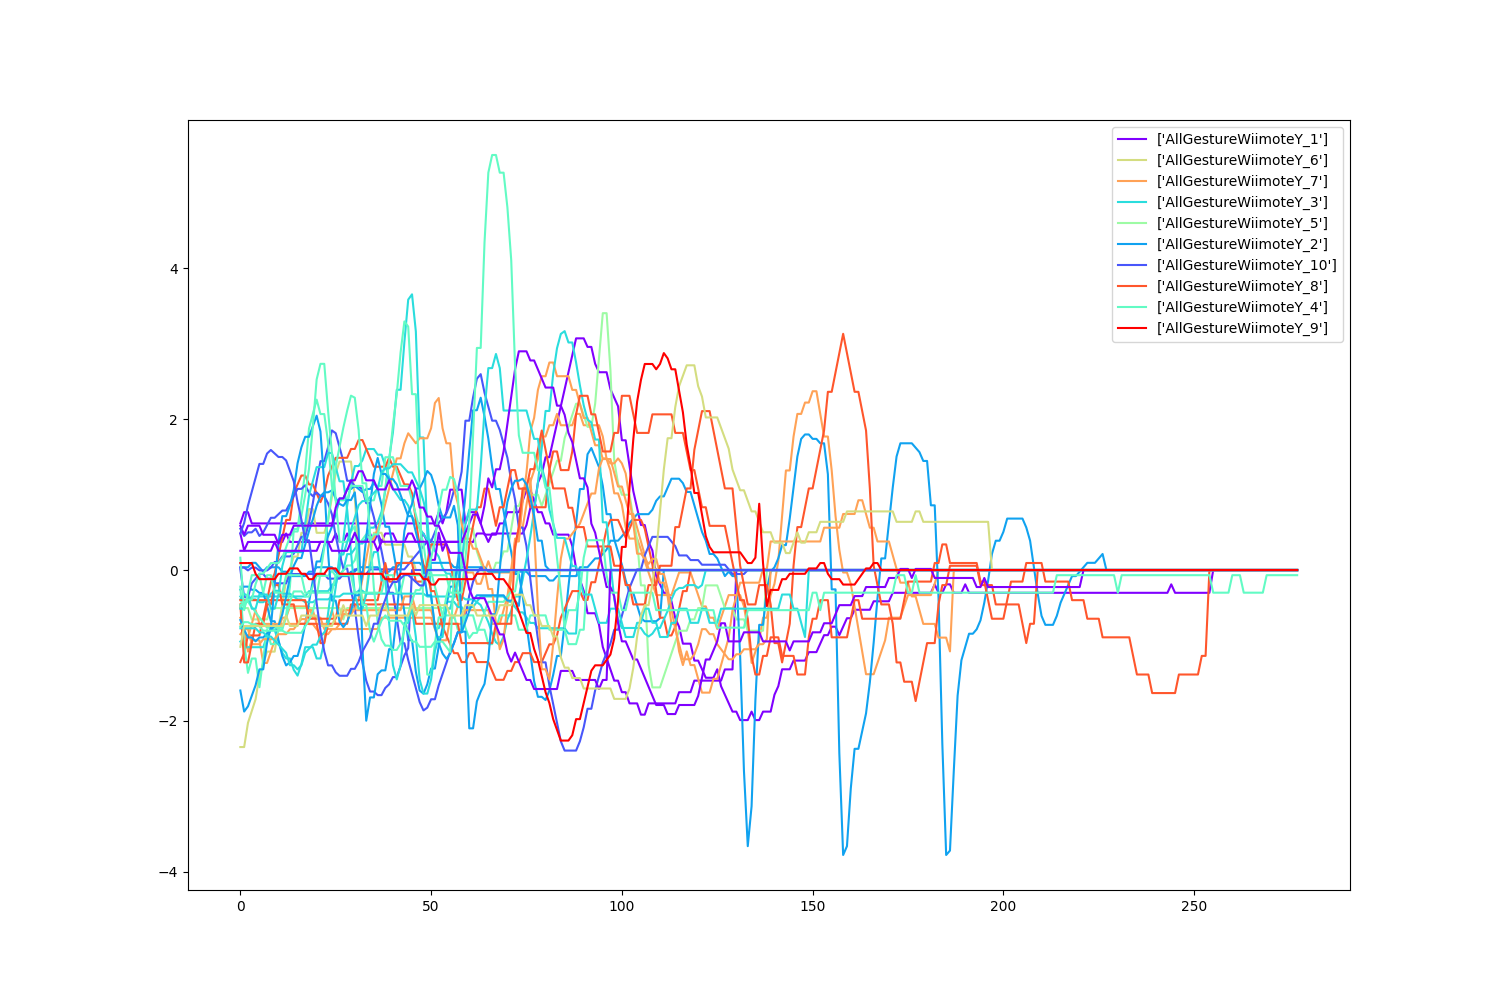 ['AllGestureWiimoteY_1']
['AllGestureWiimoteY_6']
['AllGestureWiimoteY_7']
['AllGestureWiimoteY_3']
['AllGestureWiimoteY_5']
['AllGestureWiimoteY_2']
['AllGestureWiimoteY_10']
['AllGestureWiimoteY_8']
['AllGestureWiimoteY_4']
['AllGestureWiimoteY_9']
4
2
0
−2
−4
0 50 100 150 200 250